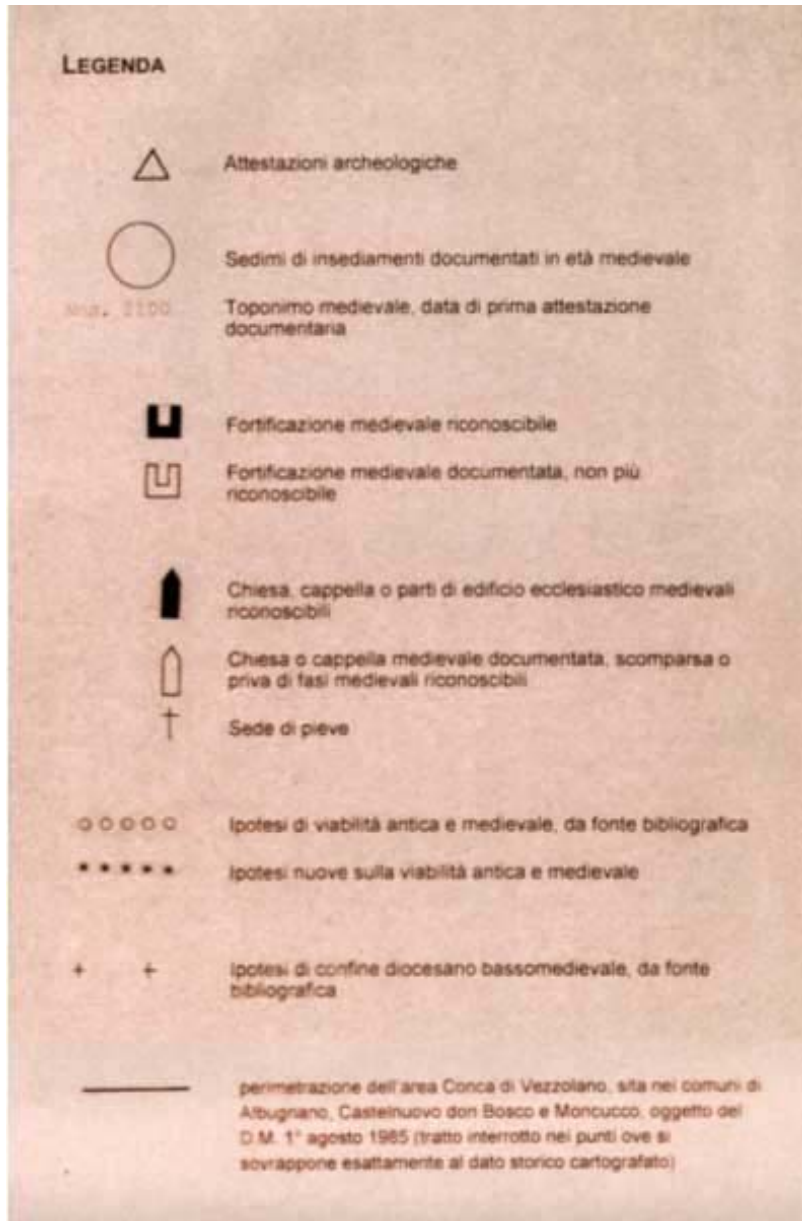 LEGENDA
Attestazioni archeologiche
Sedimi di insediamenti documentati in età medievale
Toponimo medievale, data di prima attestazione
documentaria
Fortificazione medievale riconoscibile
Fortificazione medievale documentata, non più
riconoscibile
Chiesa, cappella o parti di edificio ecclesiastico medievali
riconoscibili
Chiesa o cappella medievale documentata, scomparsa o
priva di fasi medievali riconoscibili
Sede di pieve
Ipotesi di viabilità antica e medievale, da fonte bibliografica
Ipotesi nuove sulla viabilità antica e medievale
Ipotesi di confine diocesano bassomedievale, da fonte
bibliografica
perimetrazione dell'area Conca di Vezzolano, sita nei comuni di
Albugnano, Castelnuovo don Bosco e Moncucco, oggetto del
D.M. 1° agosto 1985 (tratto interrotto nei punti ove si
sovrappone esattamente al dato storico cartografato)